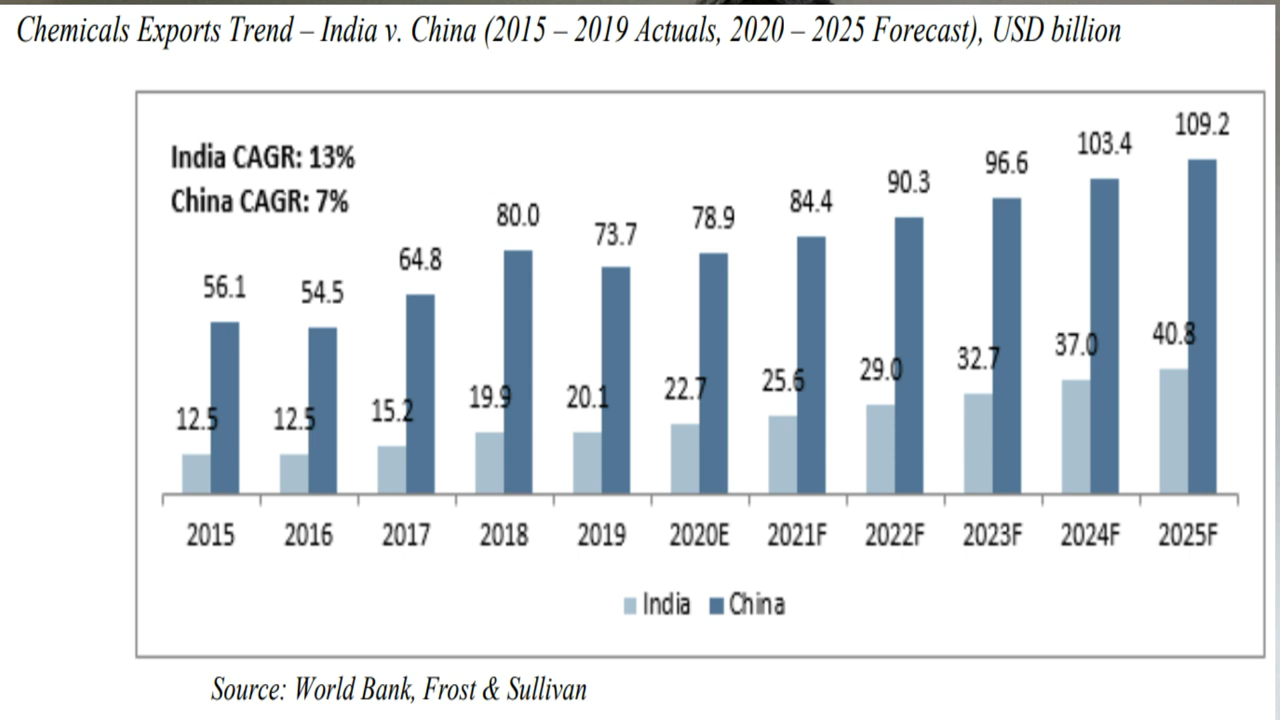 Chemicals Exports Trend – India v. China (2015 – 2019 Actuals, 2020 – 2025 Forecast), USD billion
India CAGR: 13%
China CAGR: 7%
56.1 54.5 64.8 80.0 73.7 78.9 84.4 90.3 96.6 103.4 109.2
12.5 12.5 15.2 19.9 20.1 22.7 25.6 29.0 32.7 37.0 40.8
2015 2016 2017 2018 2019 2020E 2021F 2022F 2023F 2024F 2025F
India China
Source: World Bank, Frost & Sullivan